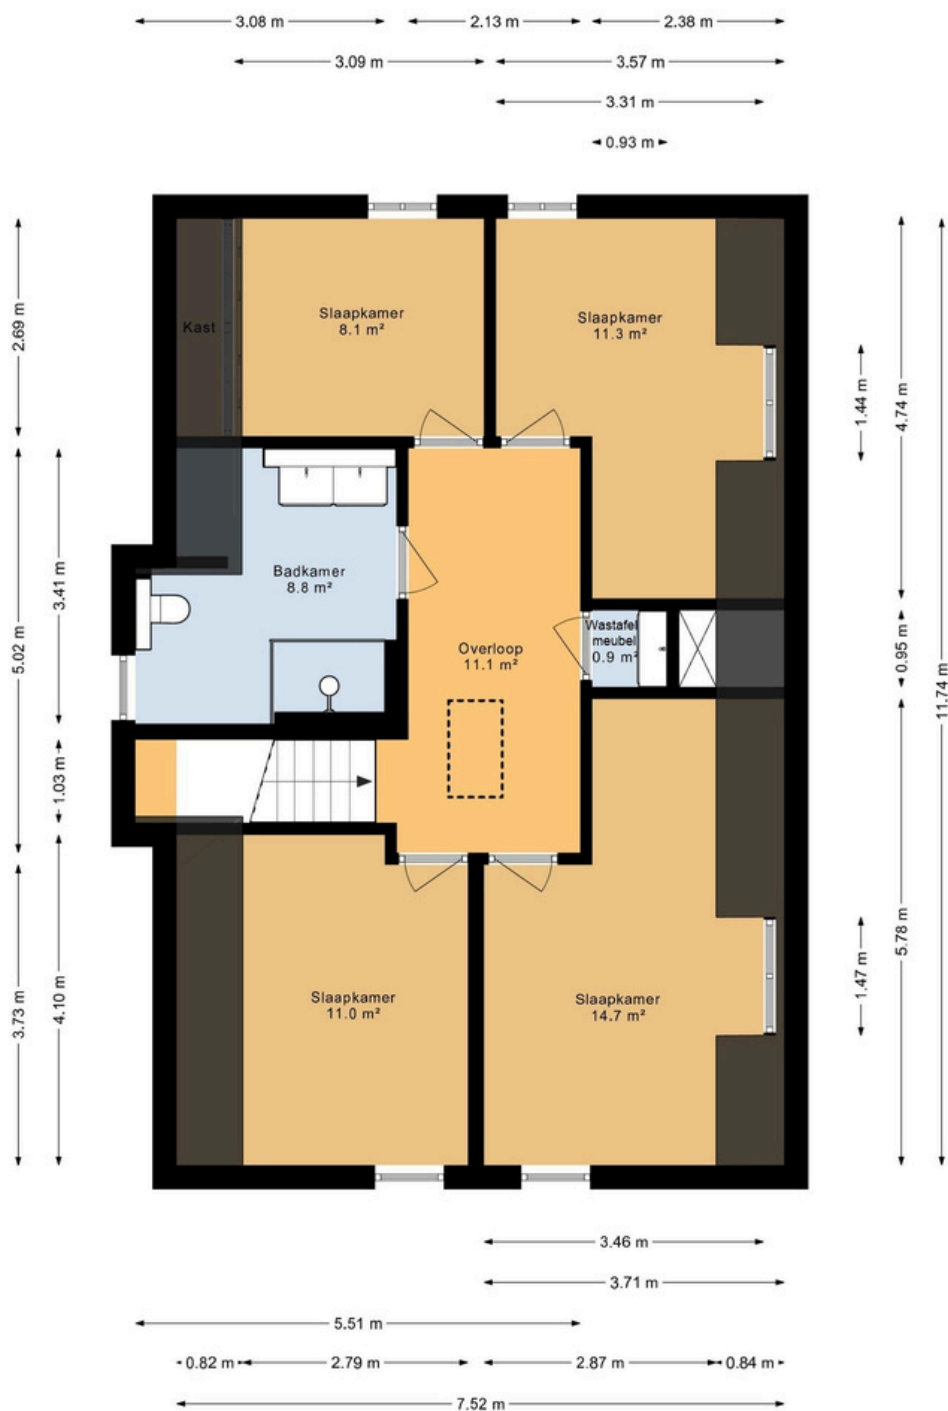 3.08 m
2.13 m
2.38 m
3.09 m
3.57 m
3.31 m
0.93 m
2.69 m
Kast
Slaapkamer
8.1 m²
Slaapkamer
11.3 m²
1.44 m
4.74 m
11.74 m
5.02 m
3.41 m
Badkamer
8.8 m²
Overloop
11.1 m²
Wastafel
meubel
0.9 m²
0.95 m
1.03 m
3.73 m
4.10 m
Slaapkamer
11.0 m²
Slaapkamer
14.7 m²
1.47 m
5.78 m
3.46 m
3.71 m
5.51 m
0.82 m
2.79 m
2.87 m
0.84 m
7.52 m